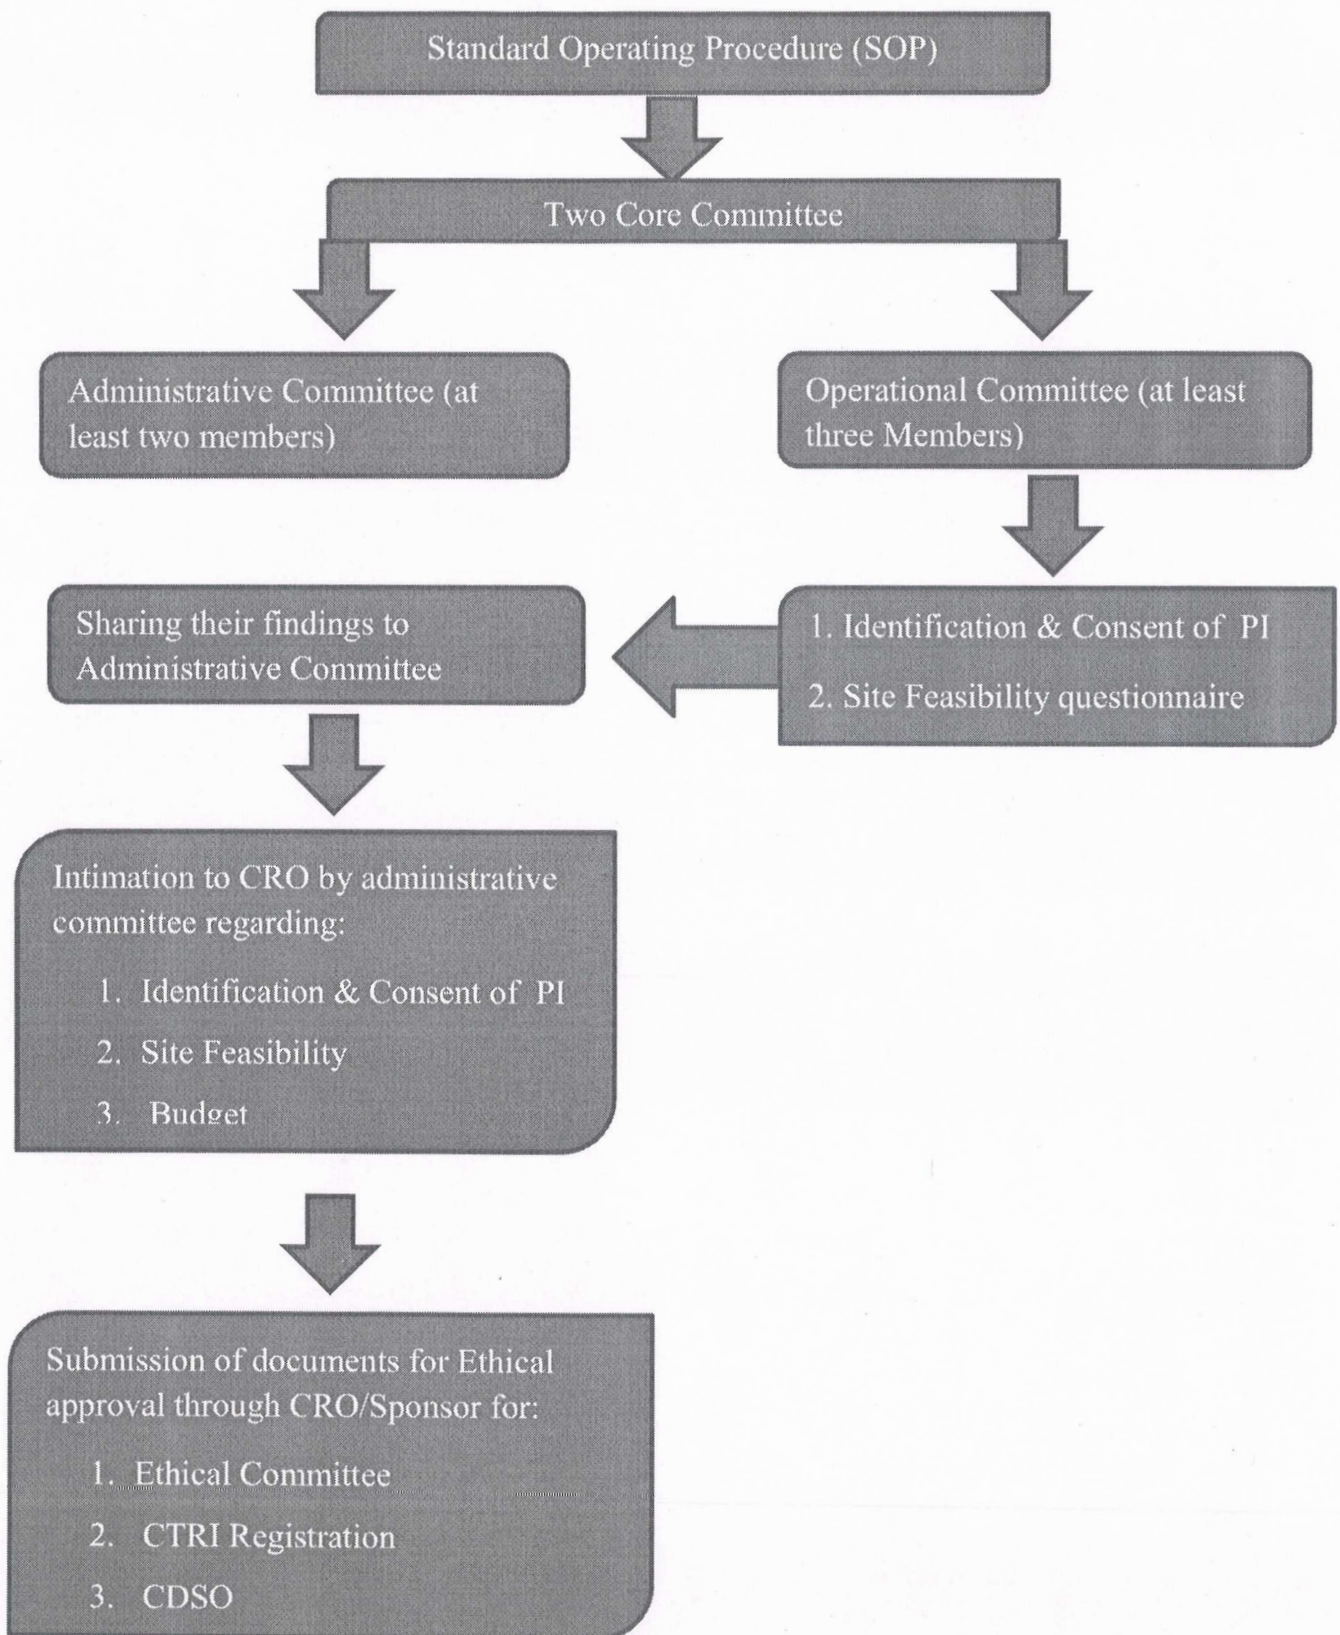 Standard Operating Procedure (SOP)
Two Core Committee
Administrative Committee (at
least two members)
Operational Committee (at least
three Members)
Sharing their findings to
Administrative Committee
1. Identification & Consent of PI
2. Site Feasibility questionnaire
Intimation to CRO by administrative
committee regarding:
1. Identification & Consent of PI
2. Site Feasibility
3. Budget
Submission of documents for Ethical
approval through CRO/Sponsor for:
1. Ethical Committee
2. CTRI Registration
3. CDSO